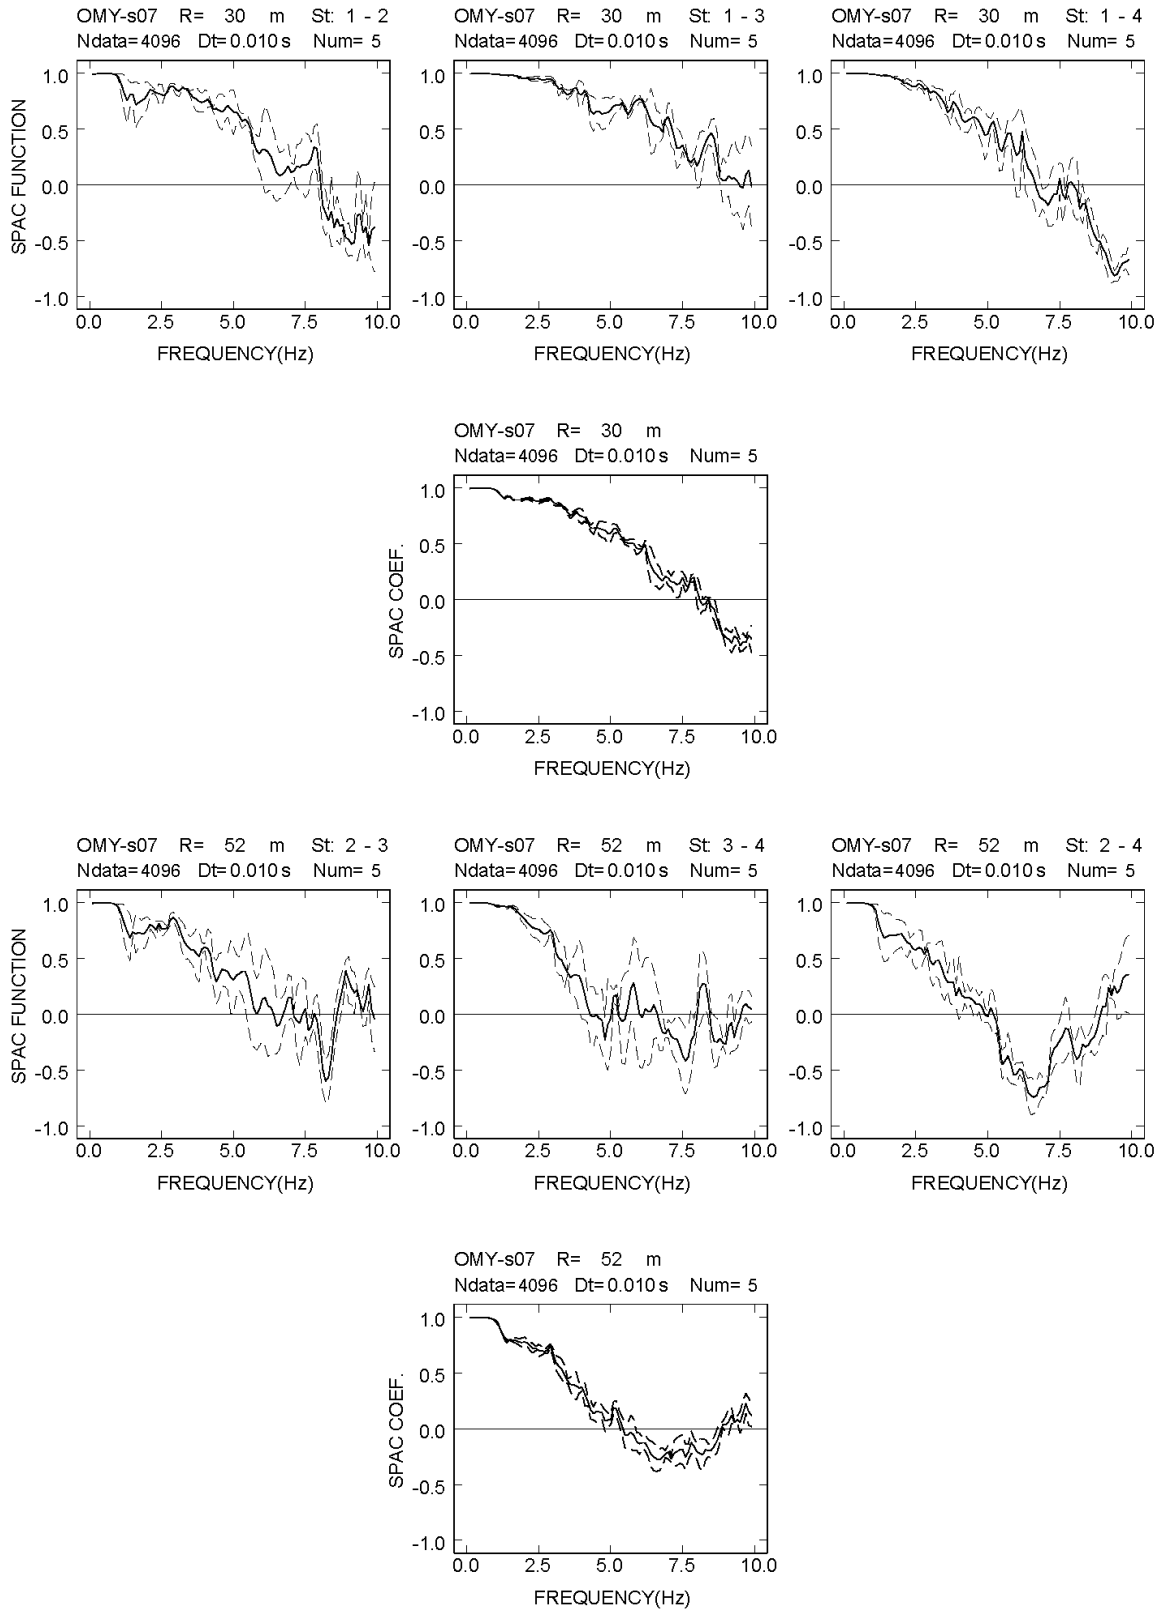 OMY-s07 R= 30 m St: 1 - 2
Ndata=4096 Dt=0.010 s Num= 5
OMY-s07 R= 30 m St: 1 - 3
Ndata=4096 Dt=0.010 s Num= 5
OMY-s07 R= 30 m St: 1 - 4
Ndata=4096 Dt=0.010 s Num= 5
SPAC FUNCTION
1.0
0.5
0.0
-0.5
-1.0
0.0 2.5 5.0 7.5 10.0
FREQUENCY(Hz)
1.0
0.5
0.0
-0.5
-1.0
0.0 2.5 5.0 7.5 10.0
FREQUENCY(Hz)
1.0
0.5
0.0
-0.5
-1.0
0.0 2.5 5.0 7.5 10.0
FREQUENCY(Hz)
OMY-s07 R= 30 m
Ndata=4096 Dt=0.010 s Num= 5
SPAC COEF.
1.0
0.5
0.0
-0.5
-1.0
0.0 2.5 5.0 7.5 10.0
FREQUENCY(Hz)
OMY-s07 R= 52 m St: 2 - 3
Ndata=4096 Dt=0.010 s Num= 5
OMY-s07 R= 52 m St: 3 - 4
Ndata=4096 Dt=0.010 s Num= 5
OMY-s07 R= 52 m St: 2 - 4
Ndata=4096 Dt=0.010 s Num= 5
SPAC FUNCTION
1.0
0.5
0.0
-0.5
-1.0
0.0 2.5 5.0 7.5 10.0
FREQUENCY(Hz)
1.0
0.5
0.0
-0.5
-1.0
0.0 2.5 5.0 7.5 10.0
FREQUENCY(Hz)
1.0
0.5
0.0
-0.5
-1.0
0.0 2.5 5.0 7.5 10.0
FREQUENCY(Hz)
OMY-s07 R= 52 m
Ndata=4096 Dt=0.010 s Num= 5
SPAC COEF.
1.0
0.5
0.0
-0.5
-1.0
0.0 2.5 5.0 7.5 10.0
FREQUENCY(Hz)